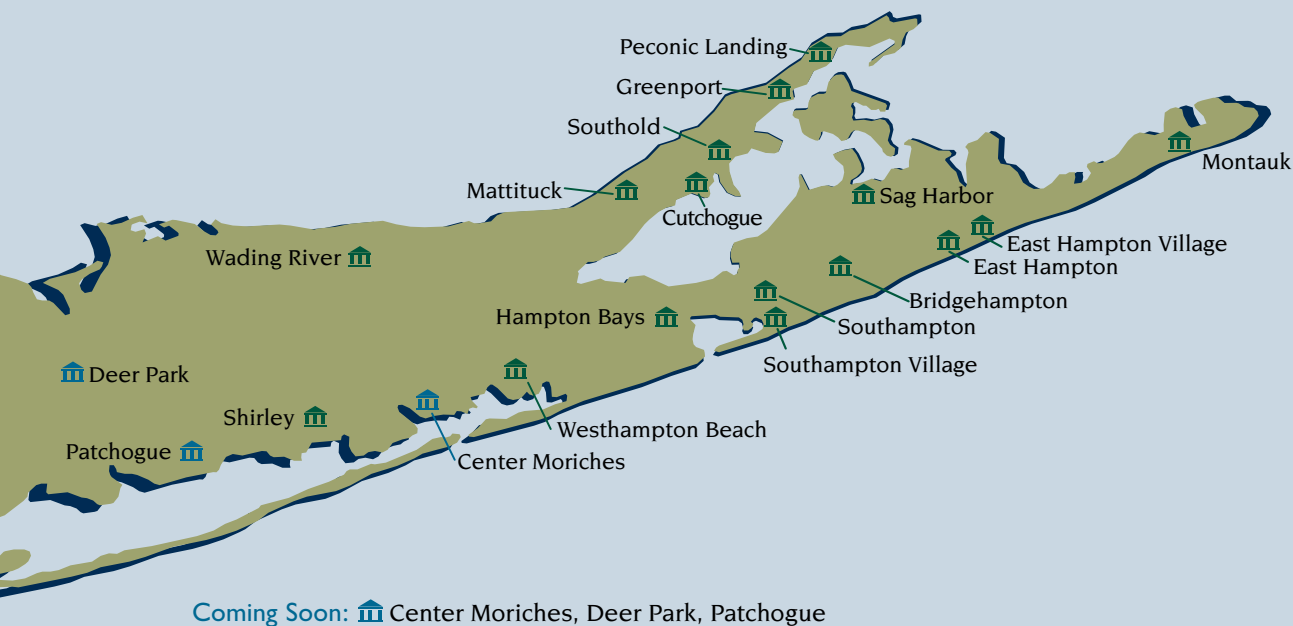 Peconic Landing
Greenport
Southold
Montauk
Mattituck
Sag Harbor
Cutchogue
East Hampton Village
Wading River
East Hampton
Bridgehampton
Hampton Bays
Southampton
Southampton Village
Deer Park
Shirley
Westhampton Beach
Patchogue
Center Moriches
Coming Soon: Center Moriches, Deer Park, Patchogue